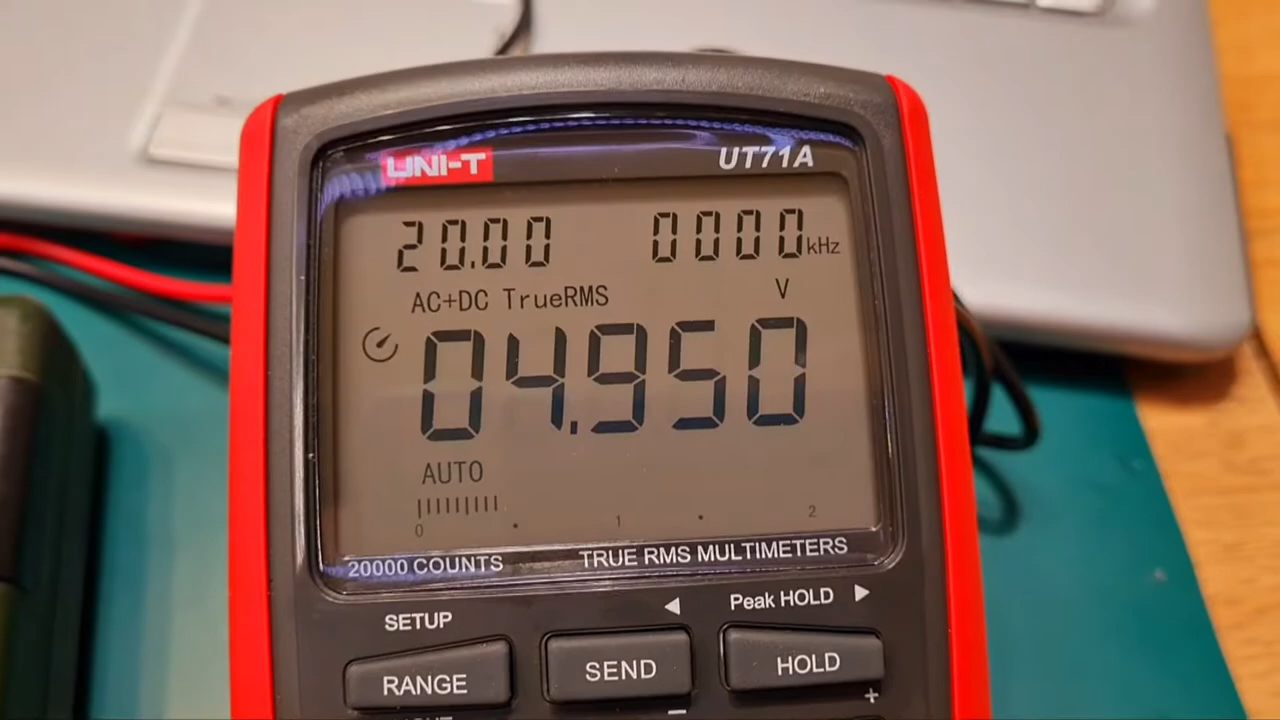 UNI-T UT71A
20.00 0000 kHz
AC+DC TrueRMS V
04.950
AUTO
0 1 2
20000 COUNTS TRUE RMS MULTIMETERS
SETUP ◀ Peak HOLD ▶
RANGE SEND HOLD
− +